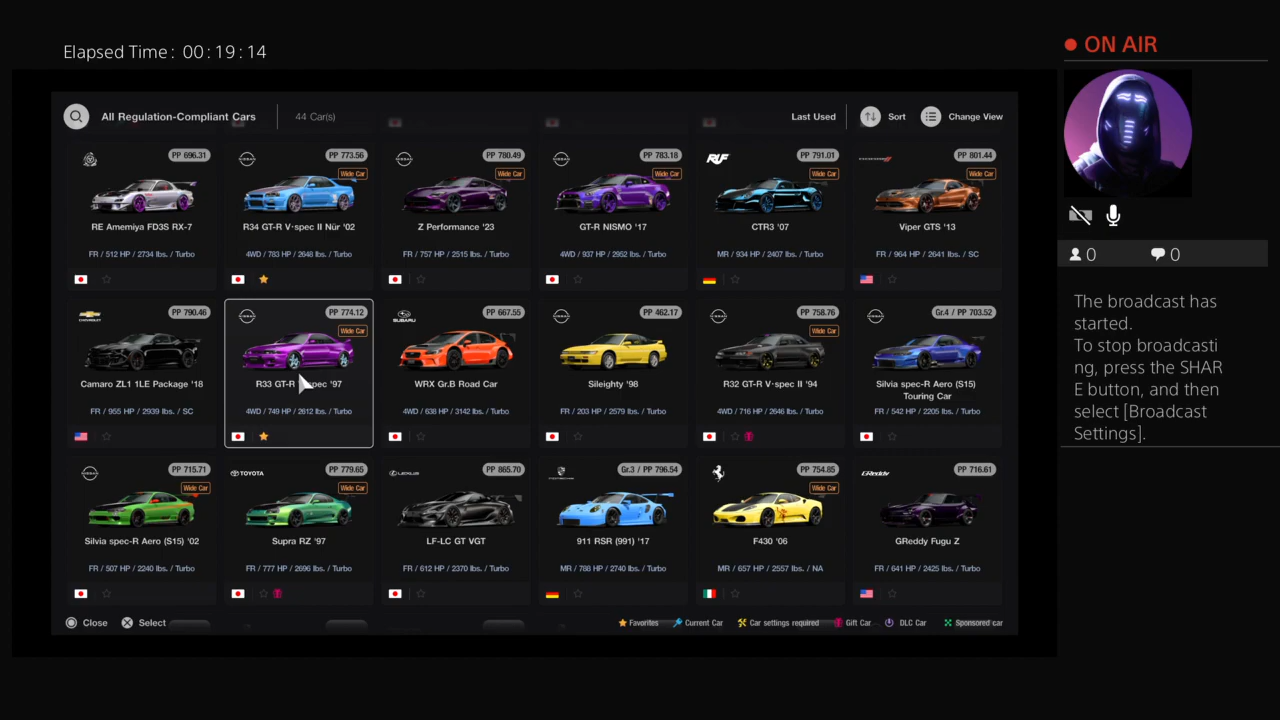 Elapsed Time: 00:19:14
ON AIR
All Regulation-Compliant Cars
44 Car(s)
Last Used
Sort
Change View
PP 696.31
RE Amemiya FD3S RX-7
FR / 512 HP / 2734 lbs. / Turbo
PP 773.56
Wide Car
R34 GT-R V·spec II Nür '02
4WD / 783 HP / 2648 lbs. / Turbo
PP 780.49
Wide Car
Z Performance '23
FR / 757 HP / 2515 lbs. / Turbo
PP 783.18
Wide Car
GT-R NISMO '17
4WD / 937 HP / 2952 lbs. / Turbo
RUF
PP 791.01
Wide Car
CTR3 '07
MR / 934 HP / 2407 lbs. / Turbo
PP 801.44
Wide Car
Viper GTS '13
FR / 964 HP / 2641 lbs. / SC
CHEVROLET
PP 790.46
Camaro ZL1 1LE Package '18
FR / 955 HP / 2939 lbs. / SC
PP 774.12
Wide Car
R33 GT-R pec '97
4WD / 749 HP / 2612 lbs. / Turbo
SUBARU
PP 667.55
WRX Gr.B Road Car
4WD / 638 HP / 3142 lbs. / Turbo
PP 462.17
Sileighty '98
FR / 203 HP / 2579 lbs. / Turbo
PP 758.76
Wide Car
R32 GT-R V·spec II '94
4WD / 716 HP / 2646 lbs. / Turbo
Gr.4 / PP 703.52
Silvia spec-R Aero (S15)
Touring Car
FR / 542 HP / 2205 lbs. / Turbo
PP 715.71
Wide Car
Silvia spec-R Aero (S15) '02
FR / 507 HP / 2240 lbs. / Turbo
TOYOTA
PP 779.65
Wide Car
Supra RZ '97
FR / 777 HP / 2696 lbs. / Turbo
LEXUS
PP 865.70
LF-LC GT VGT
FR / 612 HP / 2370 lbs. / Turbo
Gr.3 / PP 796.54
911 RSR (991) '17
MR / 788 HP / 2740 lbs. / Turbo
PP 754.85
Wide Car
F430 '06
MR / 657 HP / 2557 lbs. / NA
GReddy
PP 716.61
GReddy Fugu Z
FR / 641 HP / 2425 lbs. / Turbo
Close
Select
Favorites
Current Car
Car settings required
Gift Car
DLC Car
Sponsored car
0
0
The broadcast has
started.
To stop broadcasti
ng, press the SHAR
E button, and then
select [Broadcast
Settings].